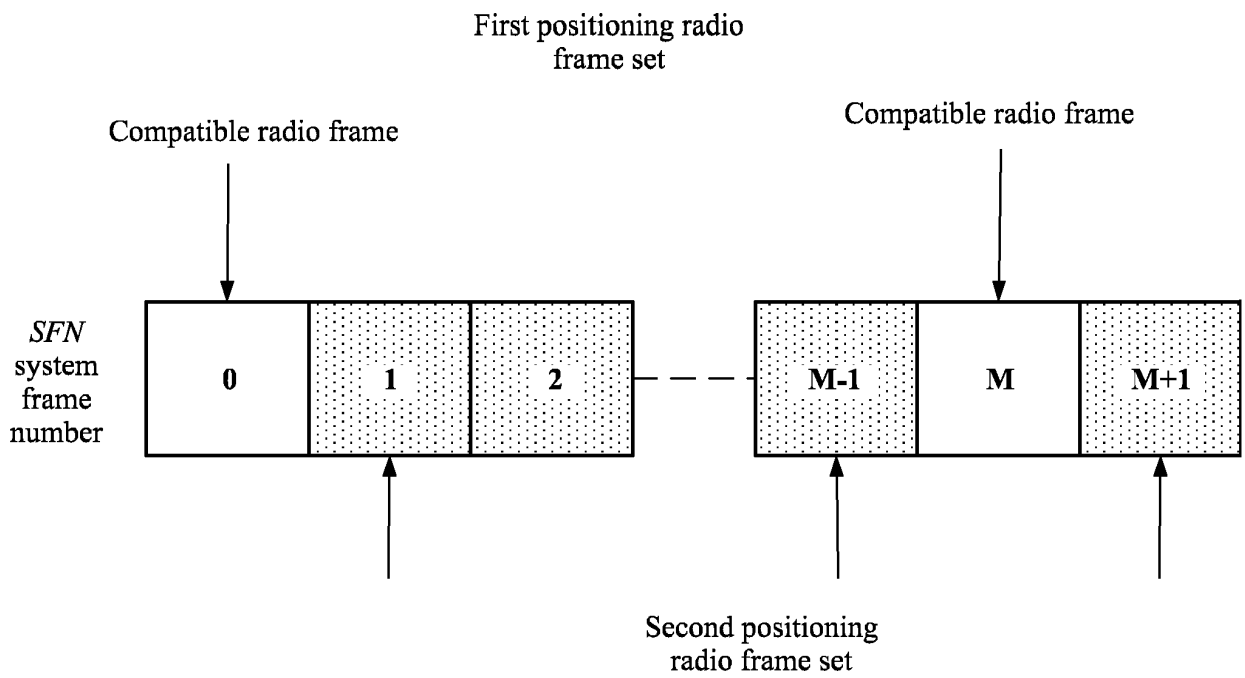 First positioning radio
frame set
Compatible radio frame
Compatible radio frame
SFN
system
frame
number
0
1
2
M-1
M
M+1
Second positioning
radio frame set